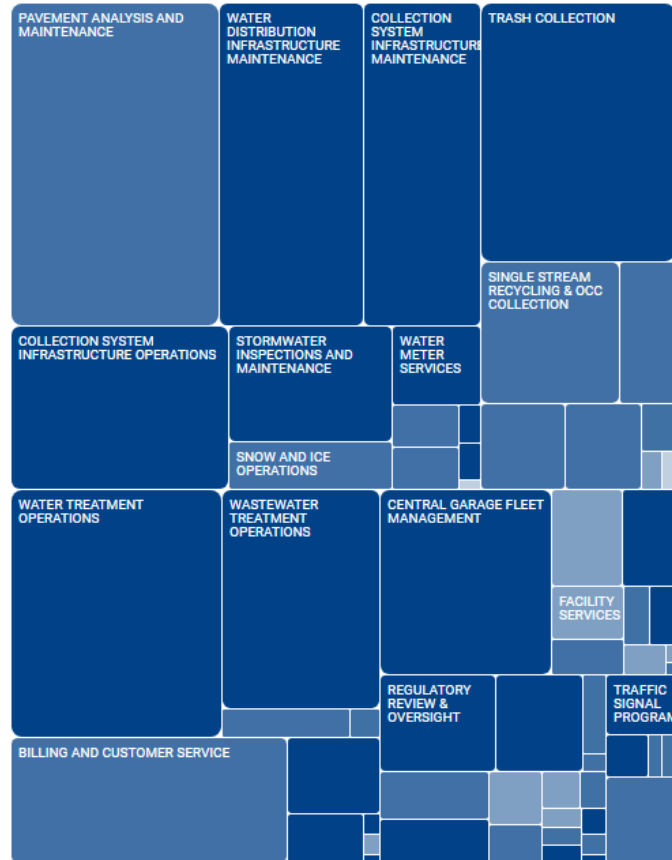 PAVEMENT ANALYSIS AND
MAINTENANCE
WATER
DISTRIBUTION
INFRASTRUCTURE
MAINTENANCE
COLLECTION
SYSTEM
INFRASTRUCTURE
MAINTENANCE
TRASH COLLECTION
SINGLE STREAM
RECYCLING & OCC
COLLECTION
COLLECTION SYSTEM
INFRASTRUCTURE OPERATIONS
STORMWATER
INSPECTIONS AND
MAINTENANCE
WATER
METER
SERVICES
SNOW AND ICE
OPERATIONS
WATER TREATMENT
OPERATIONS
WASTEWATER
TREATMENT
OPERATIONS
CENTRAL GARAGE FLEET
MANAGEMENT
FACILITY
SERVICES
REGULATORY
REVIEW &
OVERSIGHT
TRAFFIC
SIGNAL
PROGRAM
BILLING AND CUSTOMER SERVICE